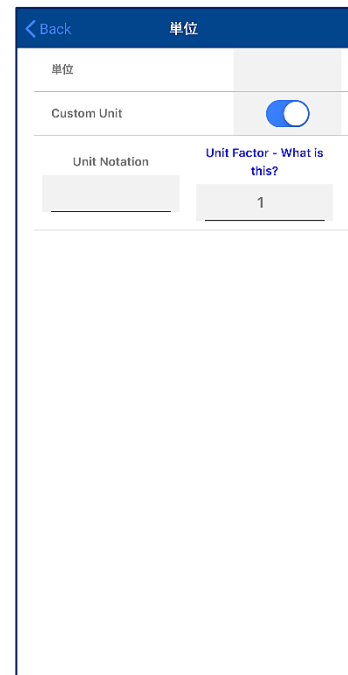 Back
単位
単位
Custom Unit
Unit Notation
Unit Factor - What is
this?
1